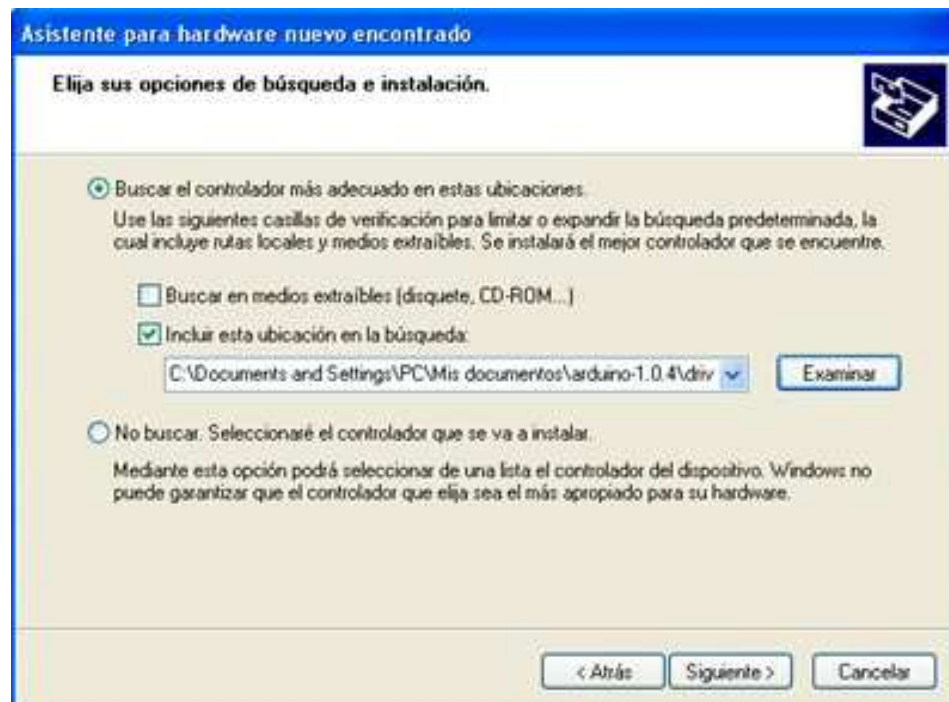 Asistente para hardware nuevo encontrado
Elija sus opciones de búsqueda e instalación.
Buscar el controlador más adecuado en estas ubicaciones.
Use las siguientes casillas de verificación para limitar o expandir la búsqueda predeterminada, la
cual incluye rutas locales y medios extraíbles. Se instalará el mejor controlador que se encuentre.
Buscar en medios extraíbles (disquete, CD-ROM...)
Incluir esta ubicación en la búsqueda:
C:\Documents and Settings\PC\Mis documentos\arduino-1.0.4\driv
Examinar
No buscar. Seleccionaré el controlador que se va a instalar.
Mediante esta opción podrá seleccionar de una lista el controlador del dispositivo. Windows no
puede garantizar que el controlador que elija sea el más apropiado para su hardware.
< Atrás Siguiente > Cancelar